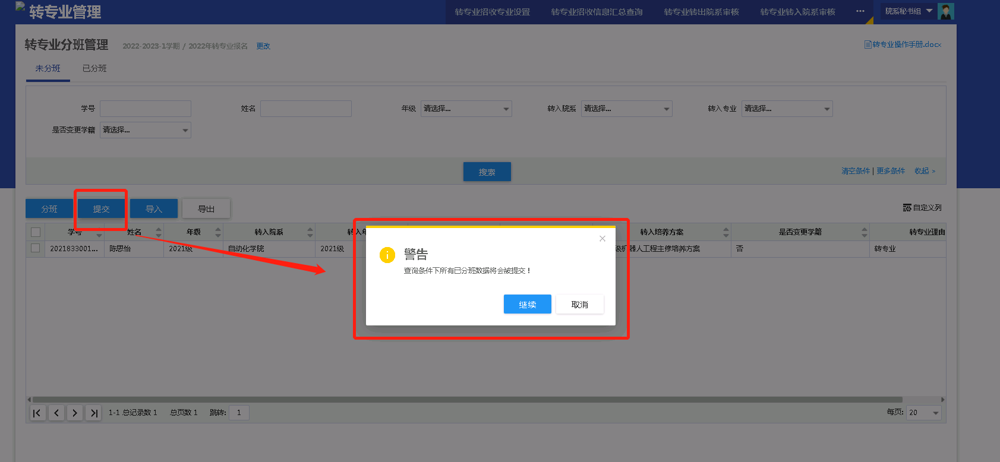 转专业管理
转专业招收专业设置 转专业招收信息汇总查询 转专业转出院系审核 转专业转入院系审核 ••• 院系秘书组
转专业分班管理 2022-2023-1学期 / 2022年转专业报名 更改 转专业操作手册.docx
未分班 已分班
学号 姓名 年级 请选择... 转入院系 请选择... 转入专业 请选择...
是否变更学籍 请选择...
搜索 清空条件 | 更多条件 收起 >
分班 提交 导入 导出 自定义列
学号 姓名 年级 转入院系 转入年 转入培养方案 是否变更学籍 转专业理由
2021833001... 陈思怡 2021级 自动化学院 2021级 级机器人工程主修培养方案 否 转专业
警告
查询条件下所有已分班数据将会被提交！
继续 取消
1-1 总记录数 1 总页数 1 跳转: 1 每页: 20